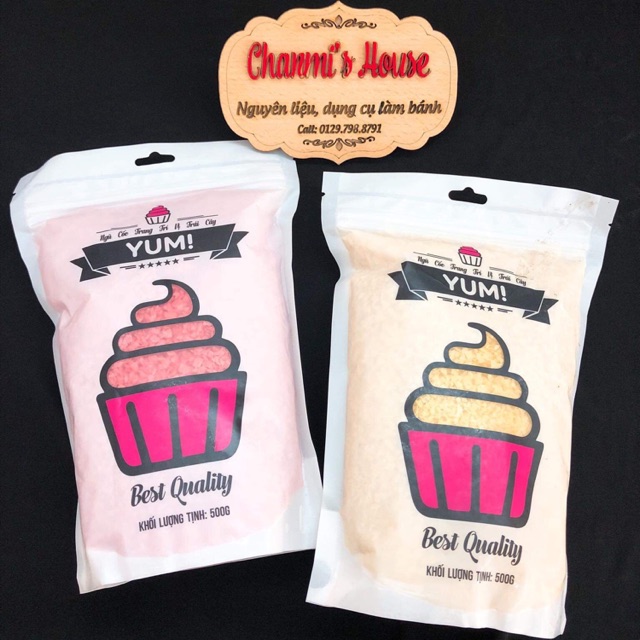 Chanmi's House
Nguyên liệu, dụng cụ làm bánh
Call: 0129.798.8791
Ngũ Cốc Trang Trí Vị Trái Cây
YUM!
Best Quality
KHỐI LƯỢNG TỊNH: 500G
Ngũ Cốc Trang Trí Vị Trái Cây
YUM!
Best Quality
KHỐI LƯỢNG TỊNH: 500G